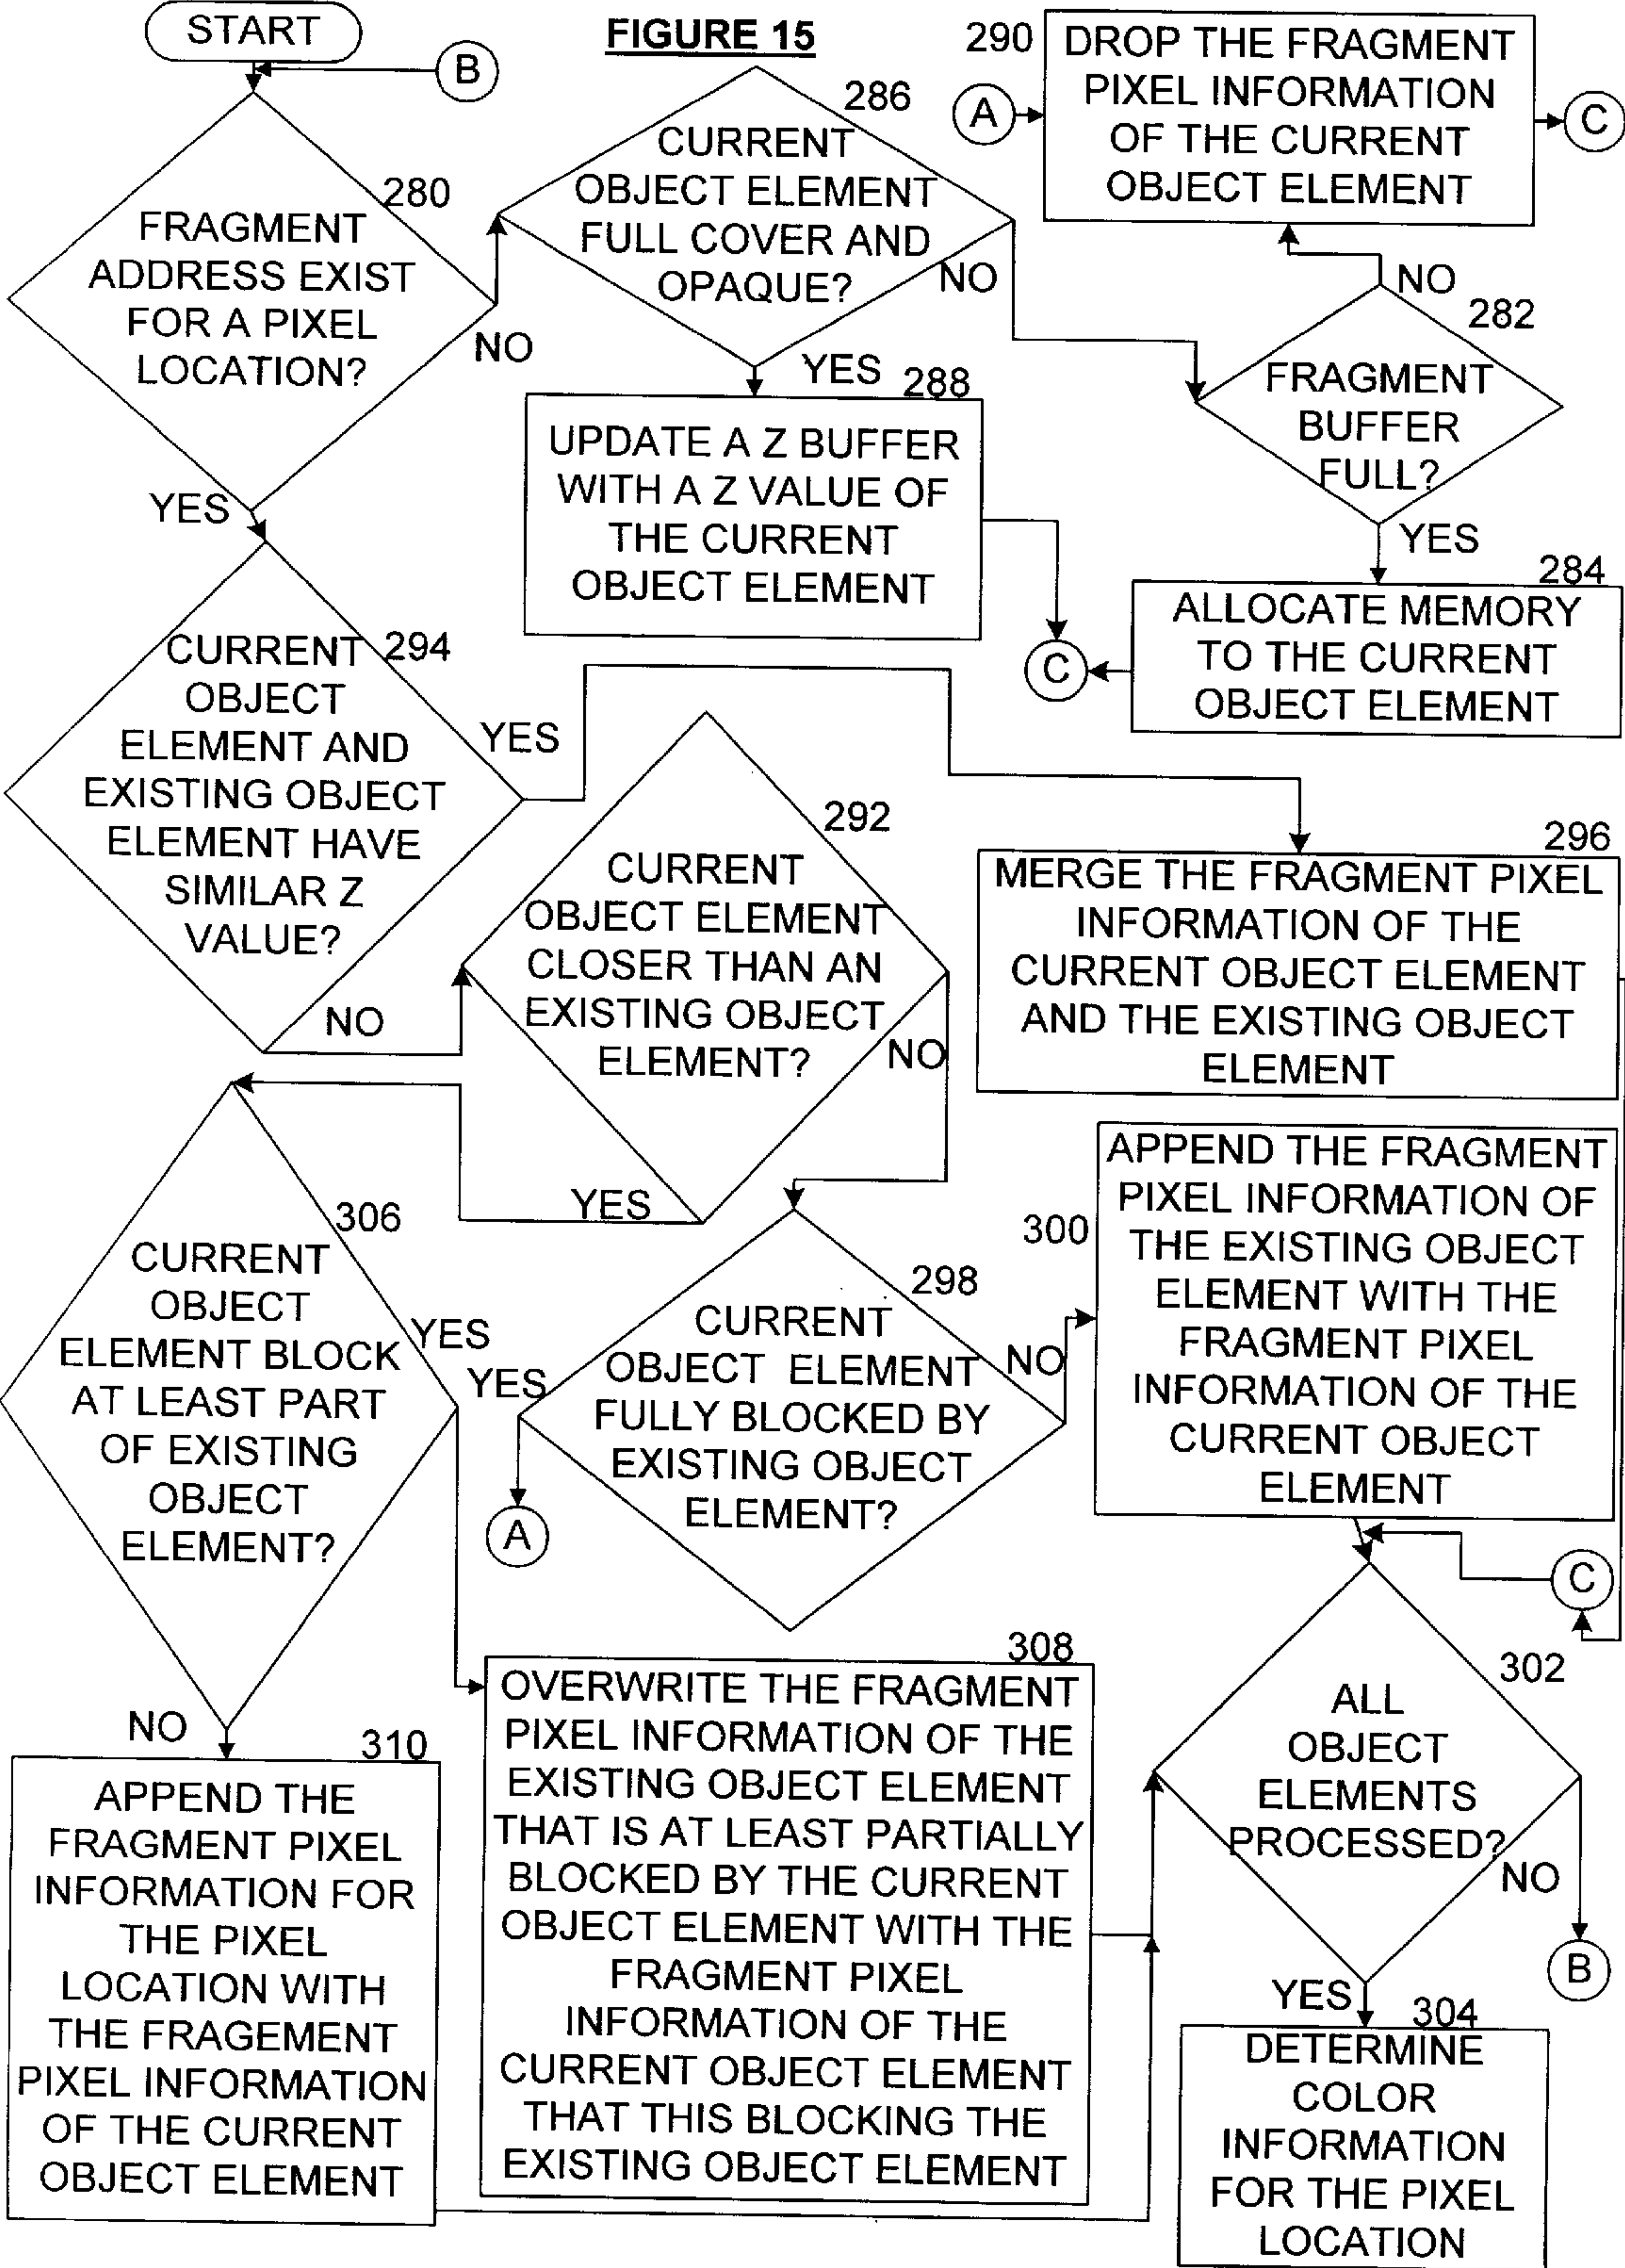 START
B
FIGURE 15
280
FRAGMENT
ADDRESS EXIST
FOR A PIXEL
LOCATION?
NO
YES
286
CURRENT
OBJECT ELEMENT
FULL COVER AND
OPAQUE?
NO
YES
288
UPDATE A Z BUFFER
WITH A Z VALUE OF
THE CURRENT
OBJECT ELEMENT
290
A
DROP THE FRAGMENT
PIXEL INFORMATION
OF THE CURRENT
OBJECT ELEMENT
C
NO
282
FRAGMENT
BUFFER
FULL?
YES
284
ALLOCATE MEMORY
TO THE CURRENT
OBJECT ELEMENT
C
294
CURRENT
OBJECT
ELEMENT AND
EXISTING OBJECT
ELEMENT HAVE
SIMILAR Z
VALUE?
YES
NO
292
CURRENT
OBJECT ELEMENT
CLOSER THAN AN
EXISTING OBJECT
ELEMENT?
NO
YES
296
MERGE THE FRAGMENT PIXEL
INFORMATION OF THE
CURRENT OBJECT ELEMENT
AND THE EXISTING OBJECT
ELEMENT
306
CURRENT
OBJECT
ELEMENT BLOCK
AT LEAST PART
OF EXISTING
OBJECT
ELEMENT?
YES
NO
298
CURRENT
OBJECT ELEMENT
FULLY BLOCKED BY
EXISTING OBJECT
ELEMENT?
YES
A
NO
300
APPEND THE FRAGMENT
PIXEL INFORMATION OF
THE EXISTING OBJECT
ELEMENT WITH THE
FRAGMENT PIXEL
INFORMATION OF THE
CURRENT OBJECT
ELEMENT
C
310
APPEND THE
FRAGMENT PIXEL
INFORMATION FOR
THE PIXEL
LOCATION WITH
THE FRAGEMENT
PIXEL INFORMATION
OF THE CURRENT
OBJECT ELEMENT
308
OVERWRITE THE FRAGMENT
PIXEL INFORMATION OF THE
EXISTING OBJECT ELEMENT
THAT IS AT LEAST PARTIALLY
BLOCKED BY THE CURRENT
OBJECT ELEMENT WITH THE
FRAGMENT PIXEL
INFORMATION OF THE
CURRENT OBJECT ELEMENT
THAT THIS BLOCKING THE
EXISTING OBJECT ELEMENT
302
ALL
OBJECT
ELEMENTS
PROCESSED?
NO
B
YES
304
DETERMINE
COLOR
INFORMATION
FOR THE PIXEL
LOCATION